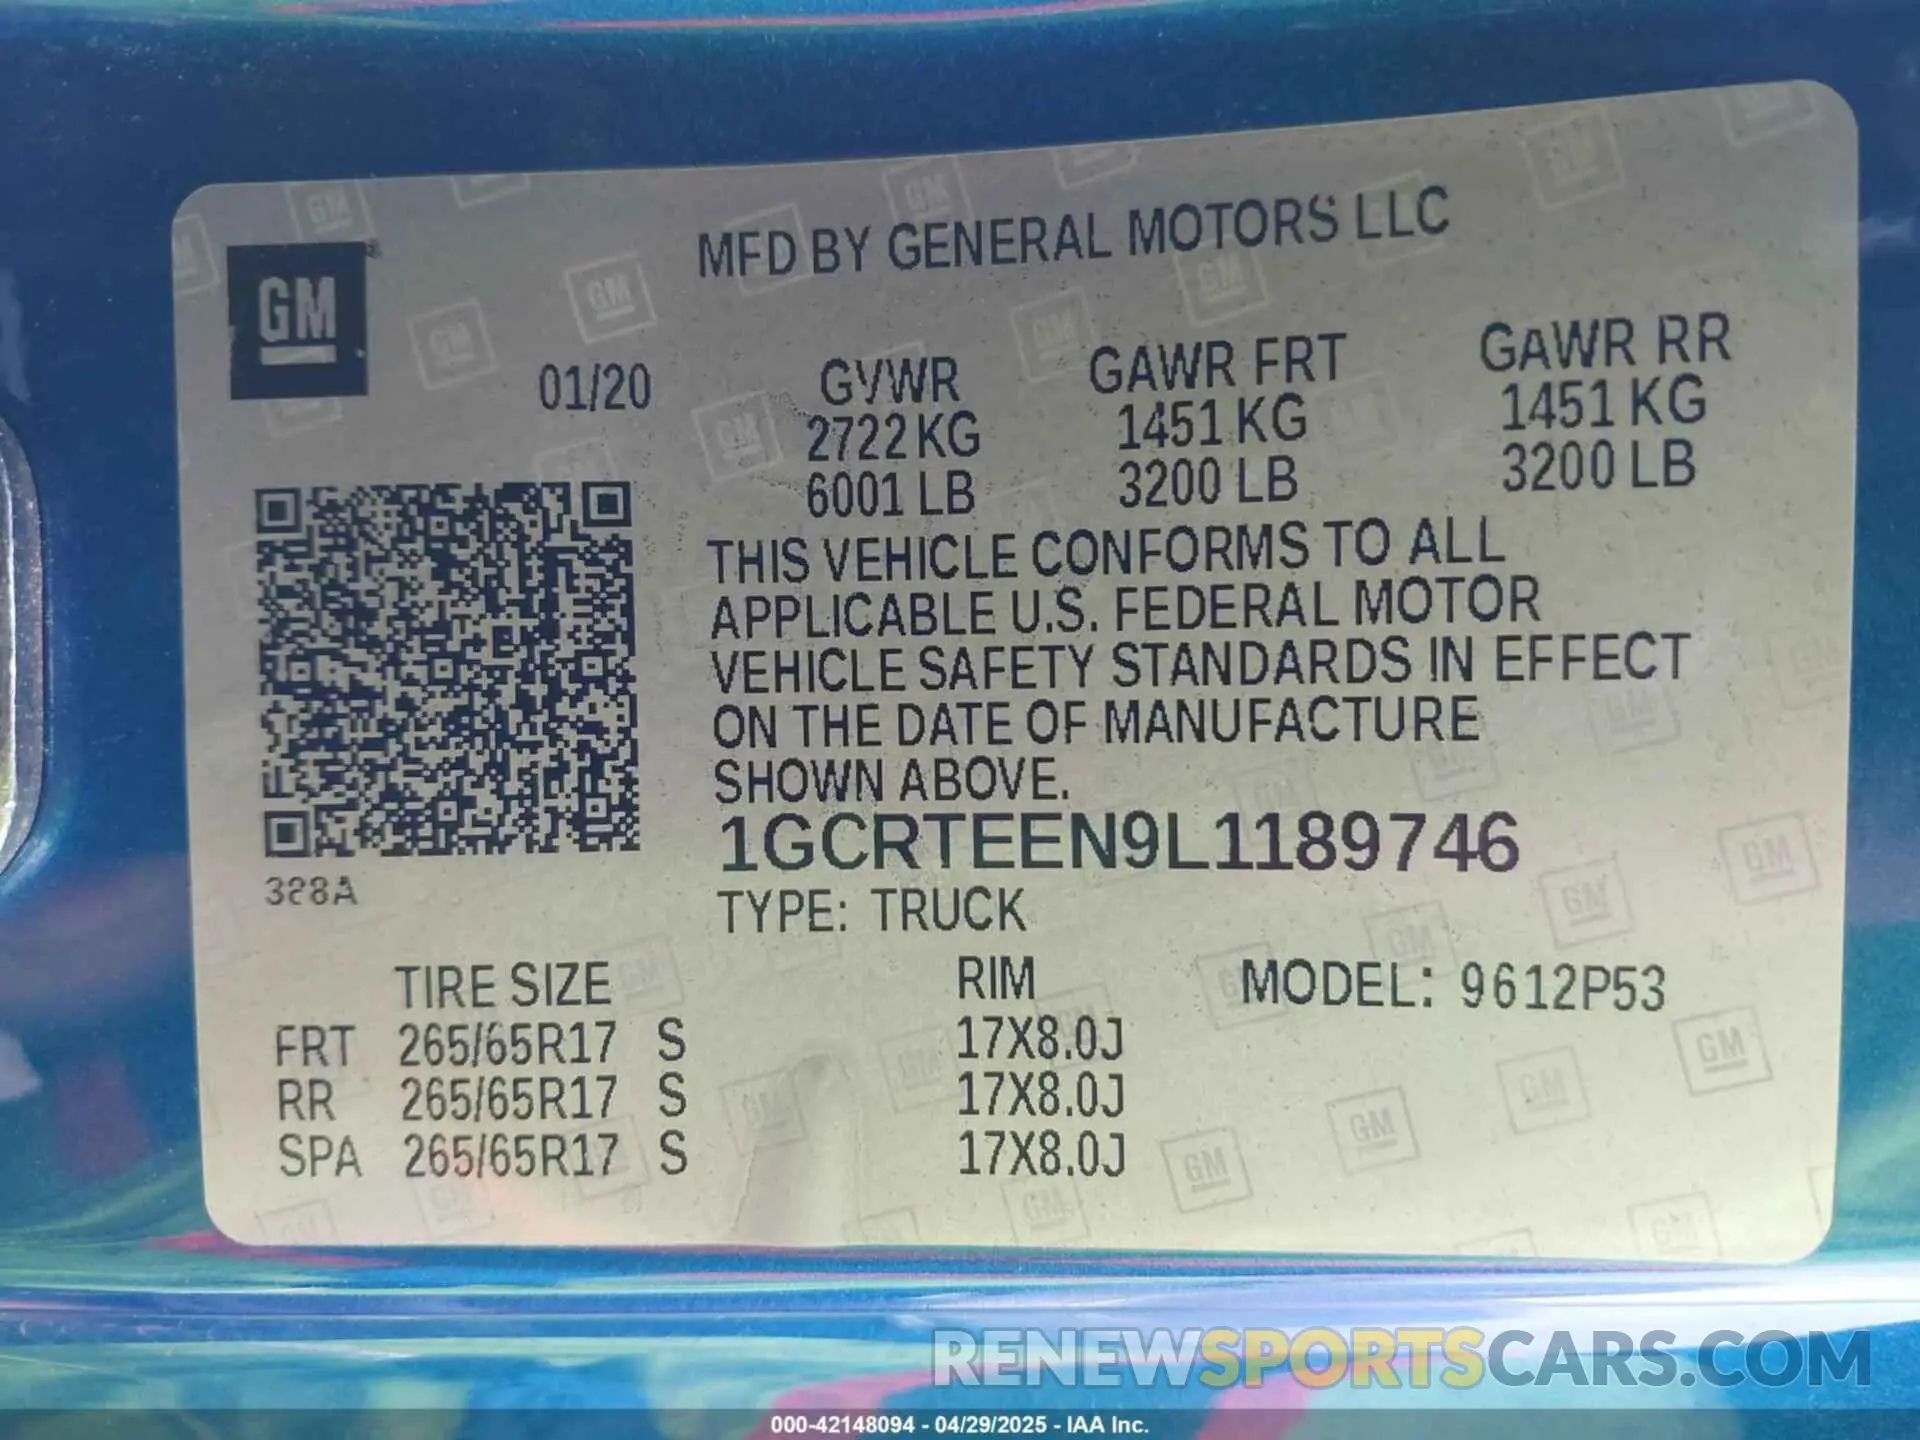 MFD BY GENERAL MOTORS LLC
GM
01/20 GVWR GAWR FRT GAWR RR
2722 KG 1451 KG 1451 KG
6001 LB 3200 LB 3200 LB
THIS VEHICLE CONFORMS TO ALL
APPLICABLE U.S. FEDERAL MOTOR
VEHICLE SAFETY STANDARDS IN EFFECT
ON THE DATE OF MANUFACTURE
SHOWN ABOVE.
1GCRTEEN9L1189746
328A
TYPE: TRUCK
TIRE SIZE RIM MODEL: 9612P53
FRT 265/65R17 S 17X8.0J
RR 265/65R17 S 17X8.0J
SPA 265/65R17 S 17X8.0J
RENEWSPORTSCARS.COM
000-42148094 - 04/29/2025 - IAA Inc.